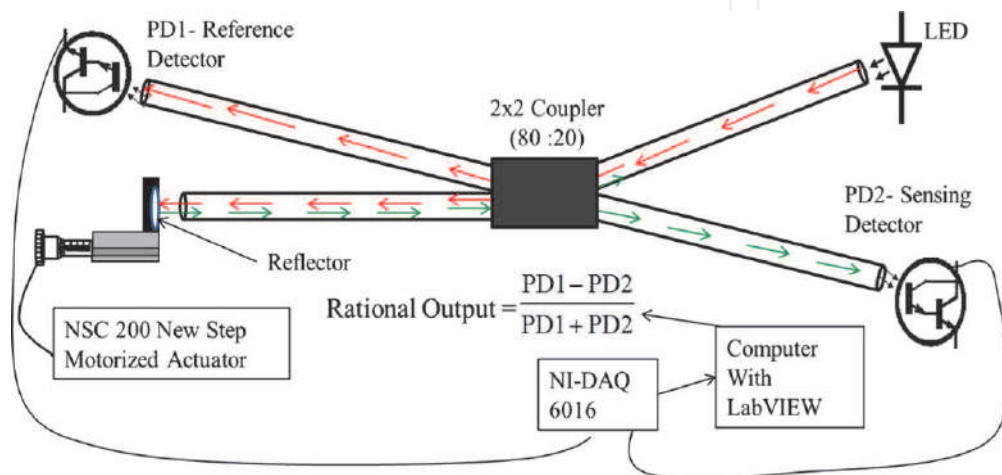 PD1- Reference
Detector
LED
2x2 Coupler
(80 :20)
PD2- Sensing
Detector
Reflector
Rational Output = PD1 − PD2
PD1 + PD2
NSC 200 New Step
Motorized Actuator
NI-DAQ
6016
Computer
With
LabVIEW